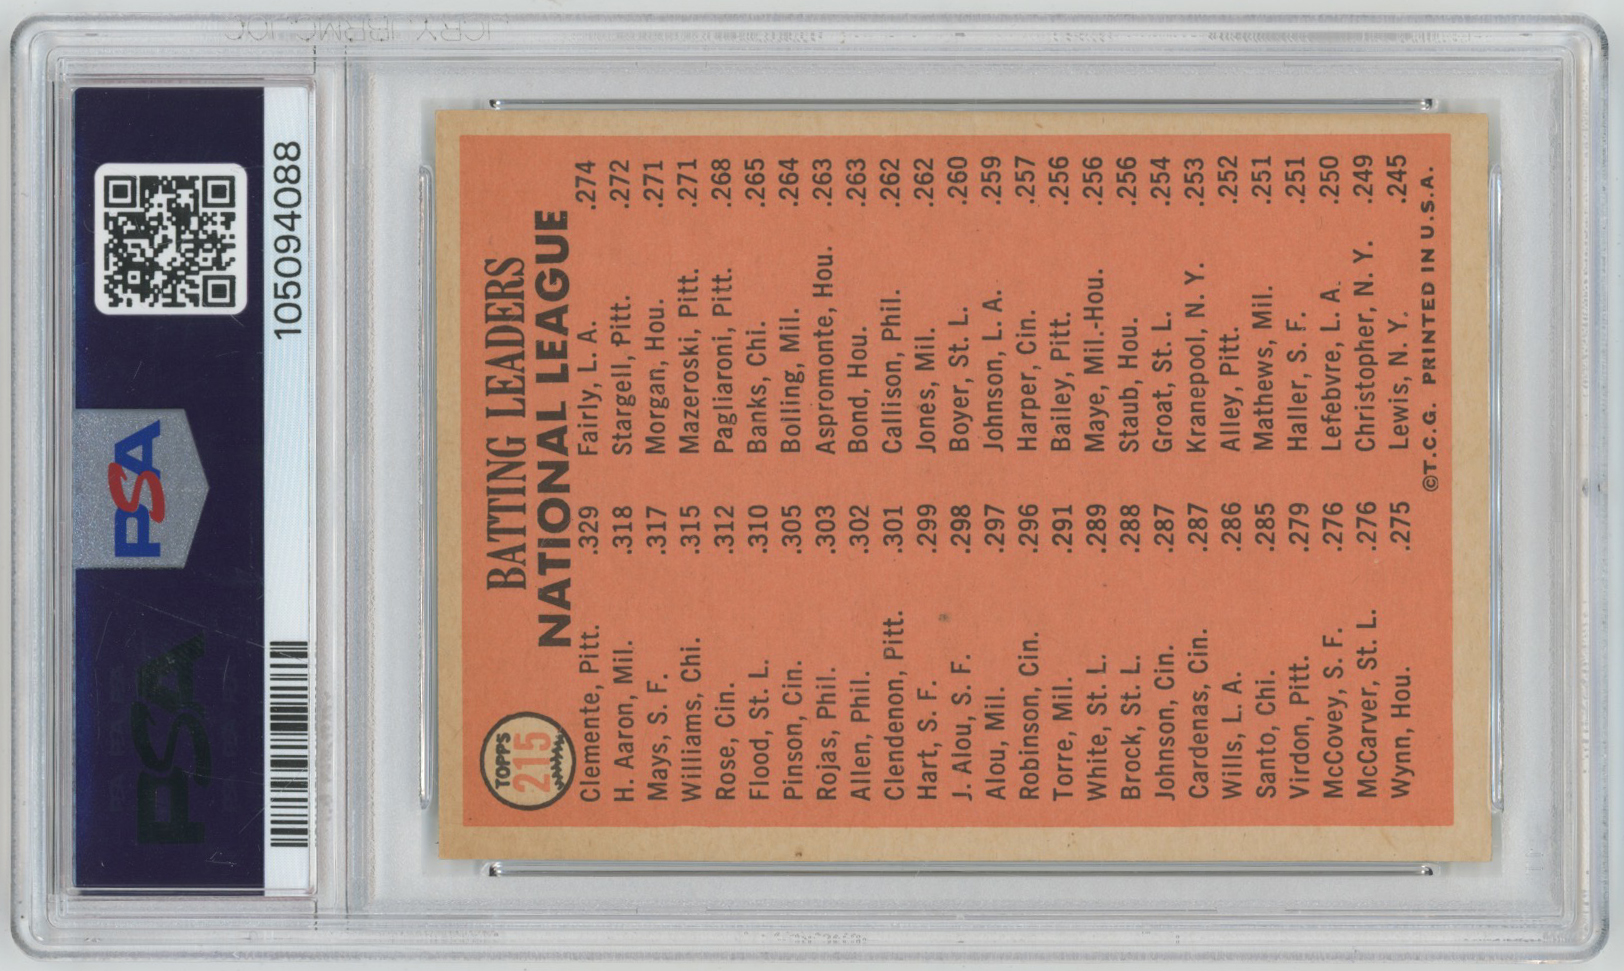 PSA
105094088
PSA
TOPPS
215
BATTING LEADERS
NATIONAL LEAGUE
Clemente, Pitt. .329 Fairly, L. A. .274
H. Aaron, Mil. .318 Stargell, Pitt. .272
Mays, S. F. .317 Morgan, Hou. .271
Williams, Chi. .315 Mazeroski, Pitt. .271
Rose, Cin. .312 Pagliaroni, Pitt. .268
Flood, St. L. .310 Banks, Chi. .265
Pinson, Cin. .305 Bolling, Mil. .264
Rojas, Phil. .303 Aspromonte, Hou. .263
Allen, Phil. .302 Bond, Hou. .263
Clendenon, Pitt. .301 Callison, Phil. .262
Hart, S. F. .299 Jones, Mil. .262
J. Alou, S. F. .298 Boyer, St. L. .260
Alou, Mil. .297 Johnson, L. A. .259
Robinson, Cin. .296 Harper, Cin. .257
Torre, Mil. .291 Bailey, Pitt. .256
White, St. L. .289 Maye, Mil.-Hou. .256
Brock, St. L. .288 Staub, Hou. .256
Johnson, Cin. .287 Groat, St. L. .254
Cardenas, Cin. .287 Kranepool, N. Y. .253
Wills, L. A. .286 Alley, Pitt. .252
Santo, Chi. .285 Mathews, Mil. .251
Virdon, Pitt. .279 Haller, S. F. .251
McCovey, S. F. .276 Lefebvre, L. A. .250
McCarver, St. L. .276 Christopher, N. Y. .249
Wynn, Hou. .275 Lewis, N. Y. .245
©T.C.G. PRINTED IN U.S.A.